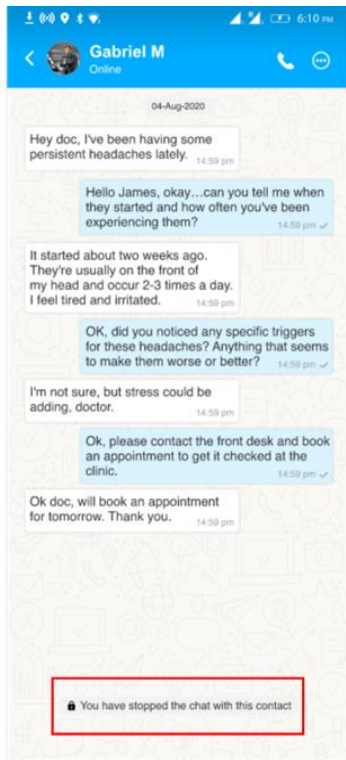 6:10 PM
Gabriel M
Online
04-Aug-2020
Hey doc, I've been having some
persistent headaches lately.
14:59 pm
Hello James, okay…can you tell me when
they started and how often you've been
experiencing them?
14:59 pm
It started about two weeks ago.
They're usually on the front of
my head and occur 2-3 times a day.
I feel tired and irritated.
14:59 pm
OK, did you noticed any specific triggers
for these headaches? Anything that seems
to make them worse or better?
14:59 pm
I'm not sure, but stress could be
adding, doctor.
14:59 pm
Ok, please contact the front desk and book
an appointment to get it checked at the
clinic.
14:59 pm
Ok doc, will book an appointment
for tomorrow. Thank you.
14:59 pm
You have stopped the chat with this contact